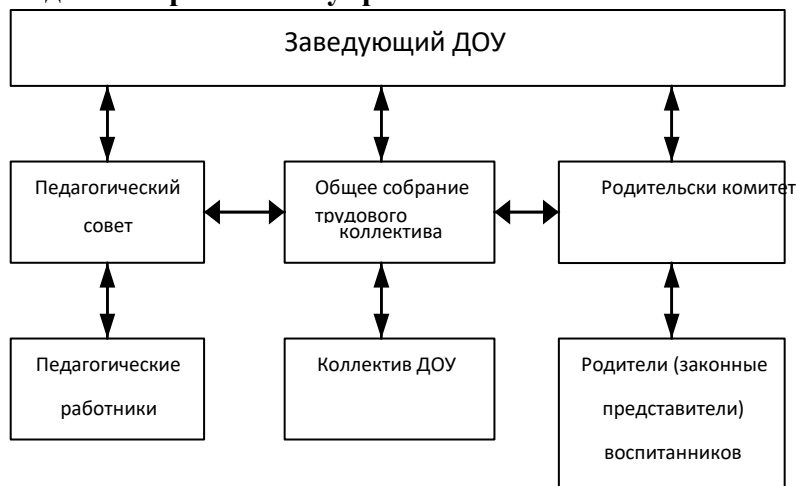 Заведующий ДОУ
Педагогический
совет
Общее собрание
трудового
коллектива
Родительски комитет
Педагогические
работники
Коллектив ДОУ
Родители (законные
представители)
воспитанников